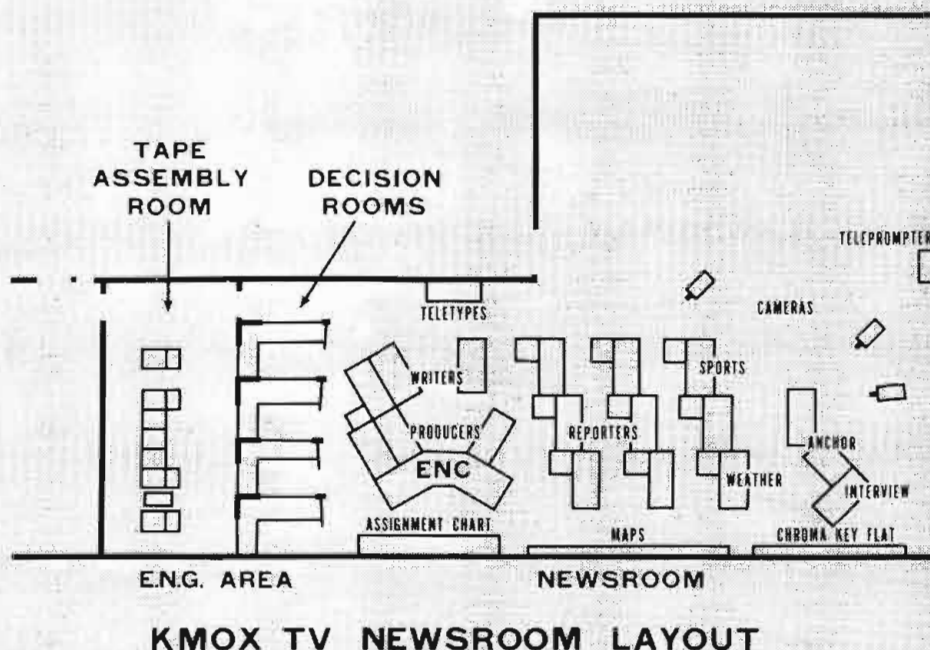 TAPE
ASSEMBLY
ROOM
DECISION
ROOMS
TELEPROMPTER
TELETYPES
CAMERAS
WRITERS
SPORTS
PRODUCERS
REPORTERS
ENC
ANCHOR
WEATHER
INTERVIEW
ASSIGNMENT CHART
MAPS
CHROMA KEY FLAT
E.N.G. AREA
NEWSROOM
KMOX TV NEWSROOM LAYOUT